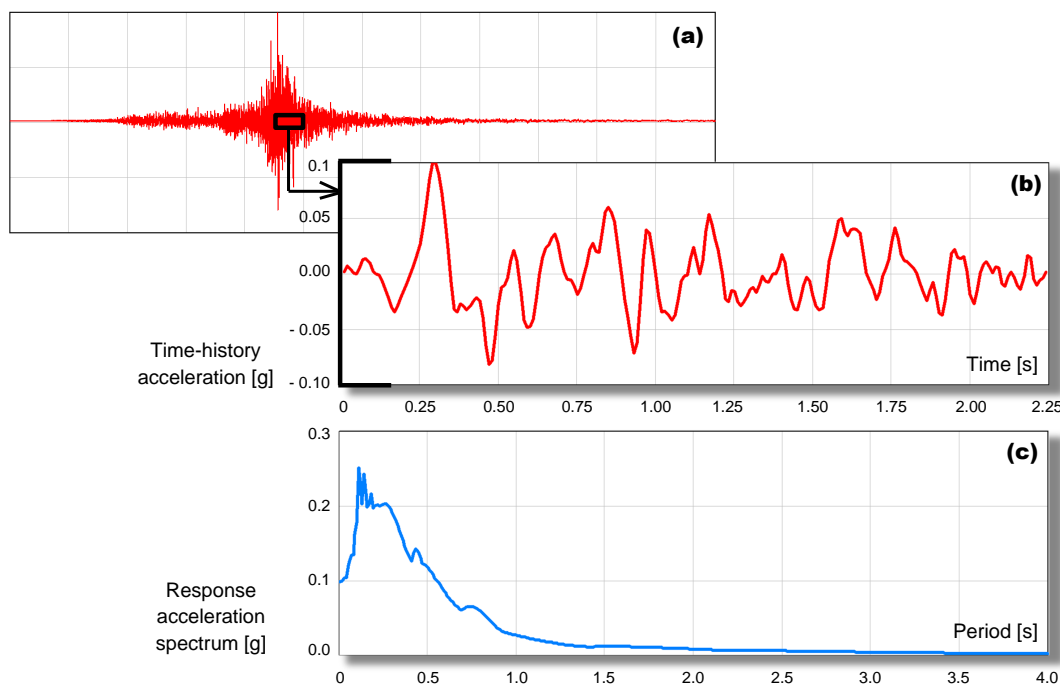 (a)
(b)
0.1
0.05
0.00
- 0.05
- 0.10
Time-history
acceleration [g]
Time [s]
0 0.25 0.50 0.75 1.00 1.25 1.50 1.75 2.00 2.25
(c)
0.3
0.2
0.1
0.0
Response
acceleration
spectrum [g]
Period [s]
0 0.5 1.0 1.5 2.0 2.5 3.0 3.5 4.0